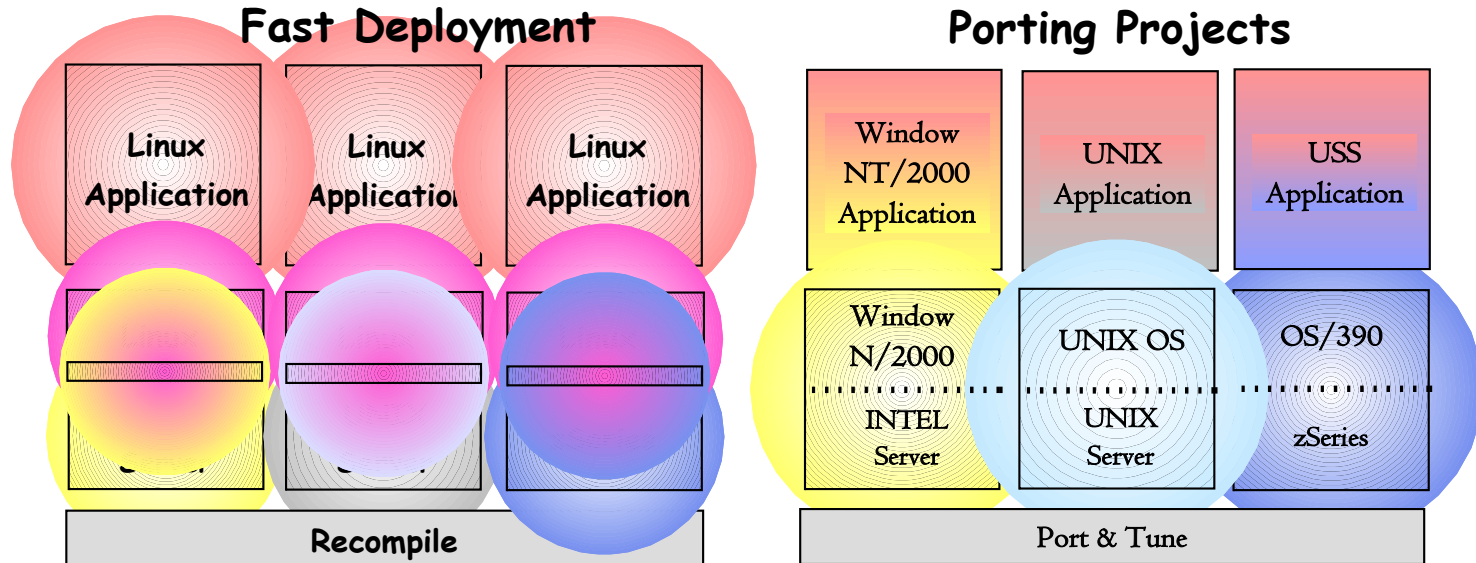 Fast Deployment
Linux
Application
Linux
Application
Linux
Application
Recompile
Porting Projects
Window
NT/2000
Application
UNIX
Application
USS
Application
Window
N/2000
INTEL
Server
UNIX OS
UNIX
Server
OS/390
zSeries
Port & Tune